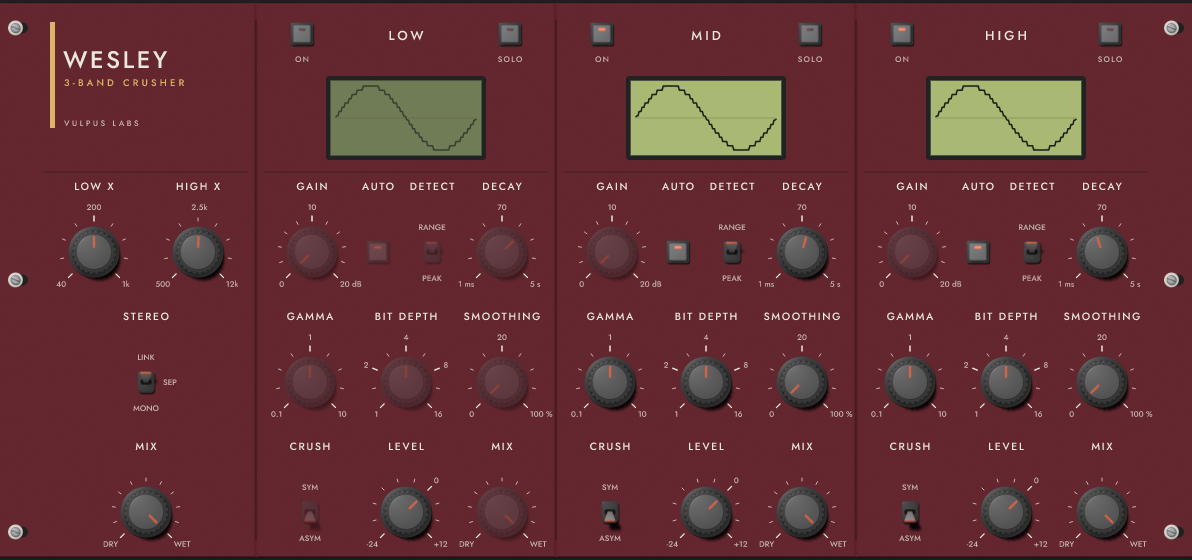 WESLEY
3-BAND CRUSHER
VULPUS LABS
LOW X HIGH X
200 2.5k
40 1k 500 12k
STEREO
LINK
SEP
MONO
MIX
DRY WET
LOW
ON SOLO
GAIN AUTO DETECT DECAY
10 RANGE 70
0 20 dB PEAK 1 ms 5 s
GAMMA BIT DEPTH SMOOTHING
1 4 20
2 8
0.1 10 1 16 0 100 %
CRUSH LEVEL MIX
SYM 0
ASYM -24 +12 DRY WET
MID
ON SOLO
GAIN AUTO DETECT DECAY
10 RANGE 70
0 20 dB PEAK 1 ms 5 s
GAMMA BIT DEPTH SMOOTHING
1 4 20
2 8
0.1 10 1 16 0 100 %
CRUSH LEVEL MIX
SYM 0
ASYM -24 +12 DRY WET
HIGH
ON SOLO
GAIN AUTO DETECT DECAY
10 RANGE 70
0 20 dB PEAK 1 ms 5 s
GAMMA BIT DEPTH SMOOTHING
1 4 20
2 8
0.1 10 1 16 0 100 %
CRUSH LEVEL MIX
SYM 0
ASYM -24 +12 DRY WET